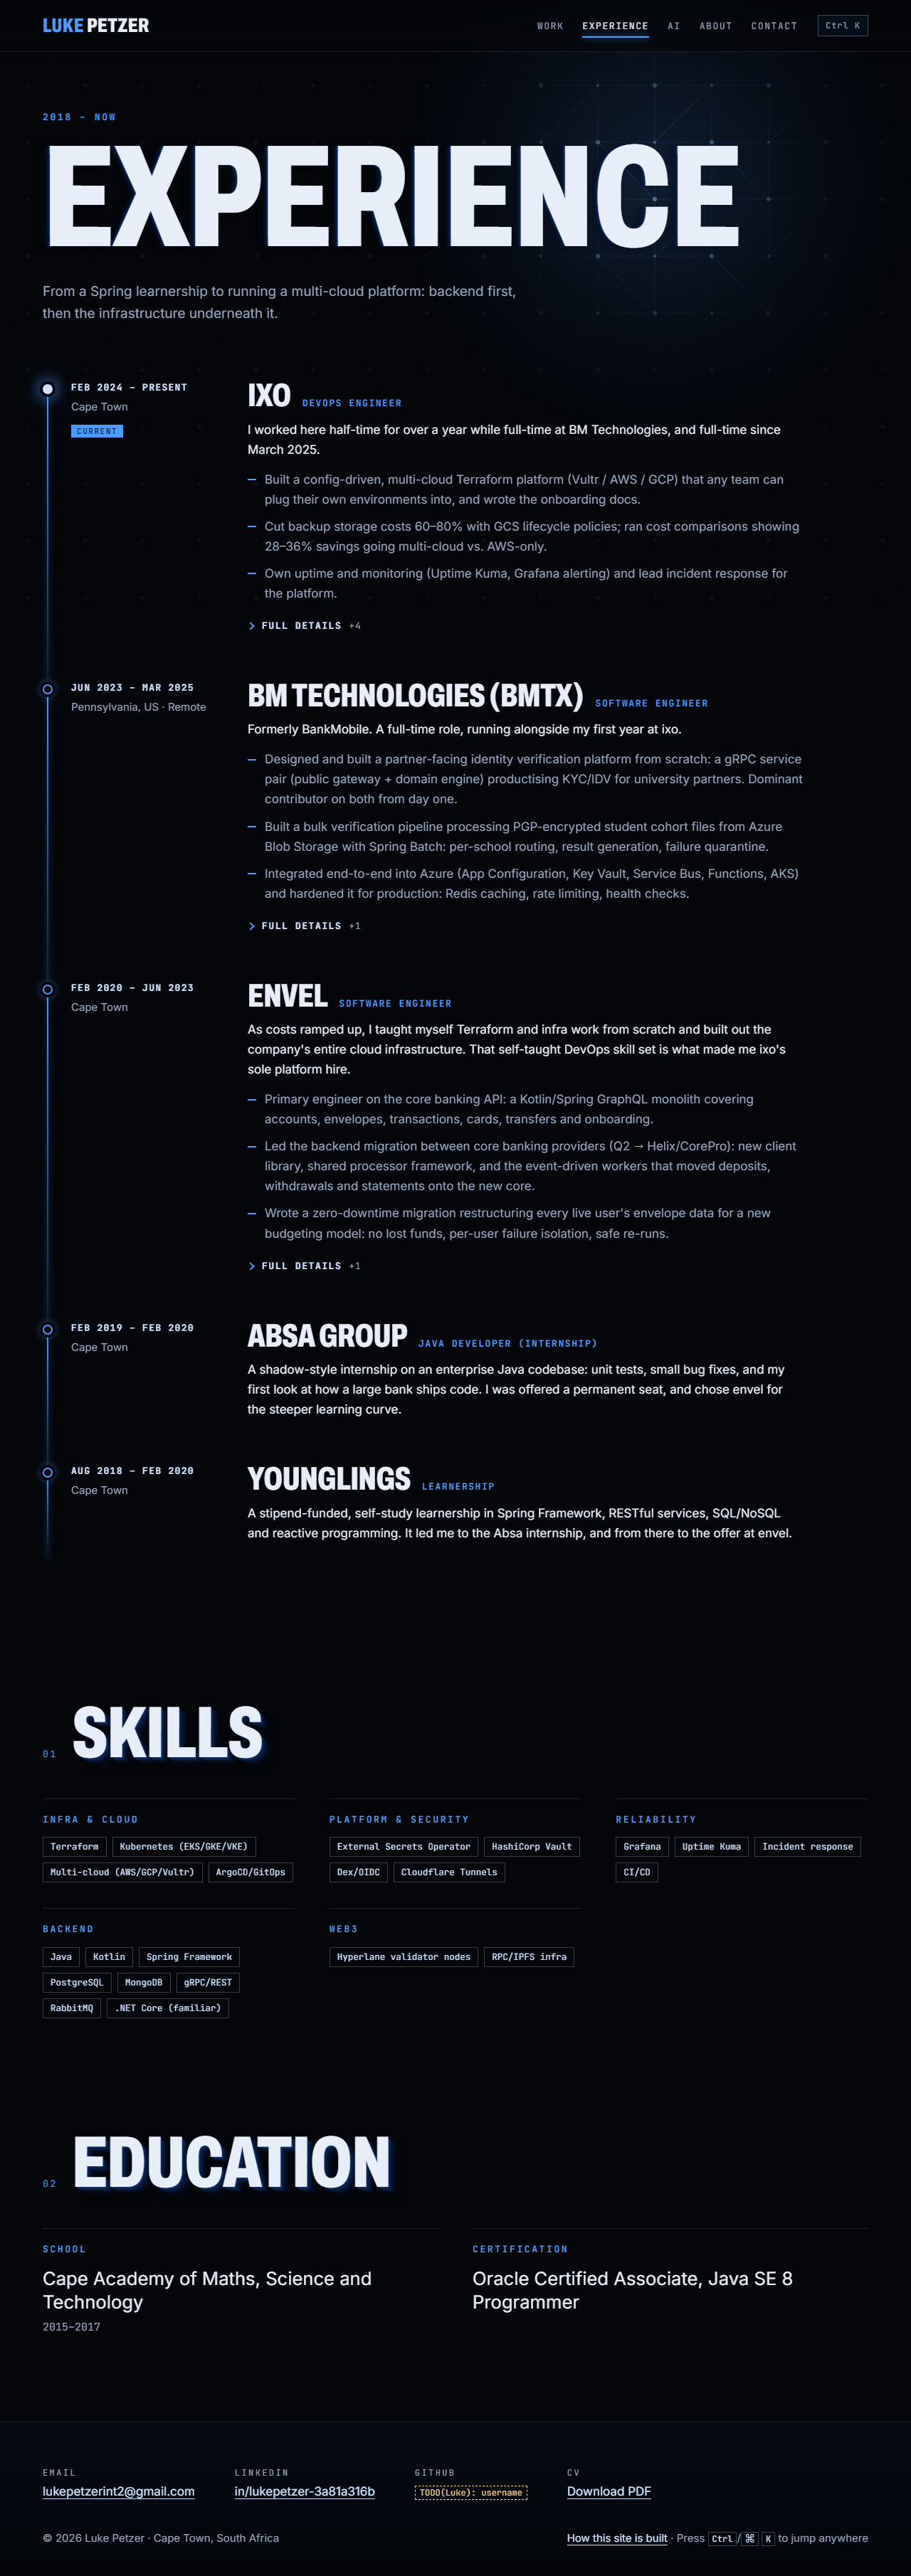 LUKE PETZER
WORK EXPERIENCE AI ABOUT CONTACT Ctrl K
2018 – NOW
EXPERIENCE
From a Spring learnership to running a multi-cloud platform: backend first,
then the infrastructure underneath it.
FEB 2024 – PRESENT
Cape Town
CURRENT
IXO DEVOPS ENGINEER
I worked here half-time for over a year while full-time at BM Technologies, and full-time since
March 2025.
— Built a config-driven, multi-cloud Terraform platform (Vultr / AWS / GCP) that any team can
plug their own environments into, and wrote the onboarding docs.
— Cut backup storage costs 60–80% with GCS lifecycle policies; ran cost comparisons showing
28–36% savings going multi-cloud vs. AWS-only.
— Own uptime and monitoring (Uptime Kuma, Grafana alerting) and lead incident response for
the platform.
FULL DETAILS +4
JUN 2023 – MAR 2025
Pennsylvania, US · Remote
BM TECHNOLOGIES (BMTX) SOFTWARE ENGINEER
Formerly BankMobile. A full-time role, running alongside my first year at ixo.
— Designed and built a partner-facing identity verification platform from scratch: a gRPC service
pair (public gateway + domain engine) productising KYC/IDV for university partners. Dominant
contributor on both from day one.
— Built a bulk verification pipeline processing PGP-encrypted student cohort files from Azure
Blob Storage with Spring Batch: per-school routing, result generation, failure quarantine.
— Integrated end-to-end into Azure (App Configuration, Key Vault, Service Bus, Functions, AKS)
and hardened it for production: Redis caching, rate limiting, health checks.
FULL DETAILS +1
FEB 2020 – JUN 2023
Cape Town
ENVEL SOFTWARE ENGINEER
As costs ramped up, I taught myself Terraform and infra work from scratch and built out the
company's entire cloud infrastructure. That self-taught DevOps skill set is what made me ixo's
sole platform hire.
— Primary engineer on the core banking API: a Kotlin/Spring GraphQL monolith covering
accounts, envelopes, transactions, cards, transfers and onboarding.
— Led the backend migration between core banking providers (Q2 → Helix/CorePro): new client
library, shared processor framework, and the event-driven workers that moved deposits,
withdrawals and statements onto the new core.
— Wrote a zero-downtime migration restructuring every live user's envelope data for a new
budgeting model: no lost funds, per-user failure isolation, safe re-runs.
FULL DETAILS +1
FEB 2019 – FEB 2020
Cape Town
ABSA GROUP JAVA DEVELOPER (INTERNSHIP)
A shadow-style internship on an enterprise Java codebase: unit tests, small bug fixes, and my
first look at how a large bank ships code. I was offered a permanent seat, and chose envel for
the steeper learning curve.
AUG 2018 – FEB 2020
Cape Town
YOUNGLINGS LEARNERSHIP
A stipend-funded, self-study learnership in Spring Framework, RESTful services, SQL/NoSQL
and reactive programming. It led me to the Absa internship, and from there to the offer at envel.
01 SKILLS
INFRA & CLOUD
Terraform Kubernetes (EKS/GKE/VKE)
Multi-cloud (AWS/GCP/Vultr) ArgoCD/GitOps
PLATFORM & SECURITY
External Secrets Operator HashiCorp Vault
Dex/OIDC Cloudflare Tunnels
RELIABILITY
Grafana Uptime Kuma Incident response
CI/CD
BACKEND
Java Kotlin Spring Framework
PostgreSQL MongoDB gRPC/REST
RabbitMQ .NET Core (familiar)
WEB3
Hyperlane validator nodes RPC/IPFS infra
02 EDUCATION
SCHOOL
Cape Academy of Maths, Science and
Technology
2015–2017
CERTIFICATION
Oracle Certified Associate, Java SE 8
Programmer
EMAIL
lukepetzerint2@gmail.com
LINKEDIN
in/lukepetzer-3a81a316b
GITHUB
TODO(Luke): username
CV
Download PDF
© 2026 Luke Petzer · Cape Town, South Africa
How this site is built · Press Ctrl/⌘ K to jump anywhere